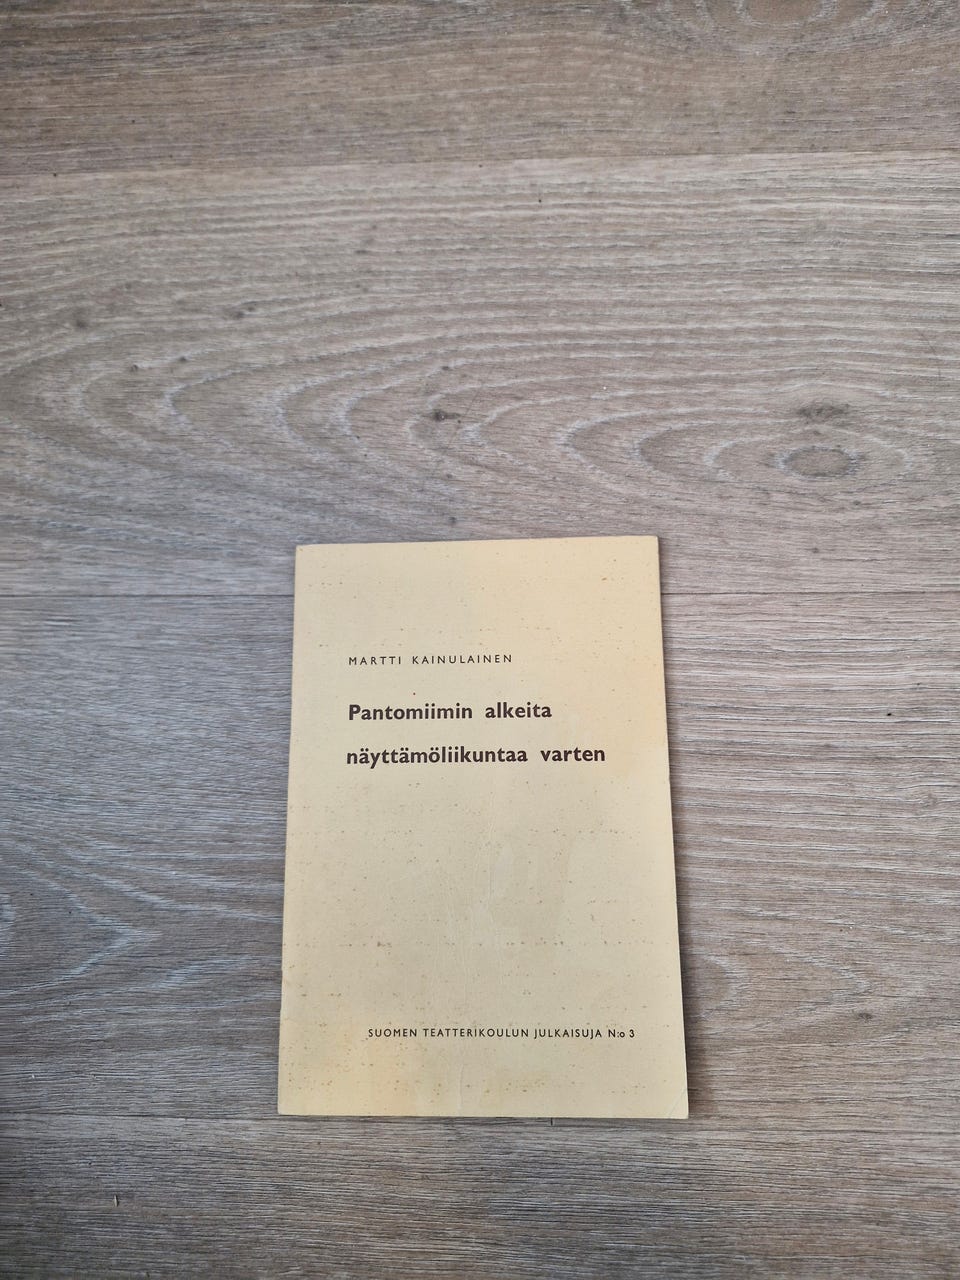 MARTTI KAINULAINEN
Pantomiimin alkeita
näyttämöliikuntaa varten
SUOMEN TEATTERIKOULUN JULKAISUJA N:o 3